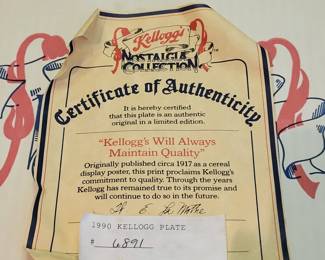 Kellogg's
NOSTALGIA
COLLECTION
Certificate of Authenticity
It is hereby certified
that this plate is an authentic
original in a limited edition.
"Kellogg's Will Always
Maintain Quality"
Originally published circa 1917 as a cereal
display poster, this print proclaims Kellogg's
commitment to quality. Through the years
Kellogg has remained true to its promise and
will continue to do so in the future.
1990 KELLOGG PLATE
# 6891